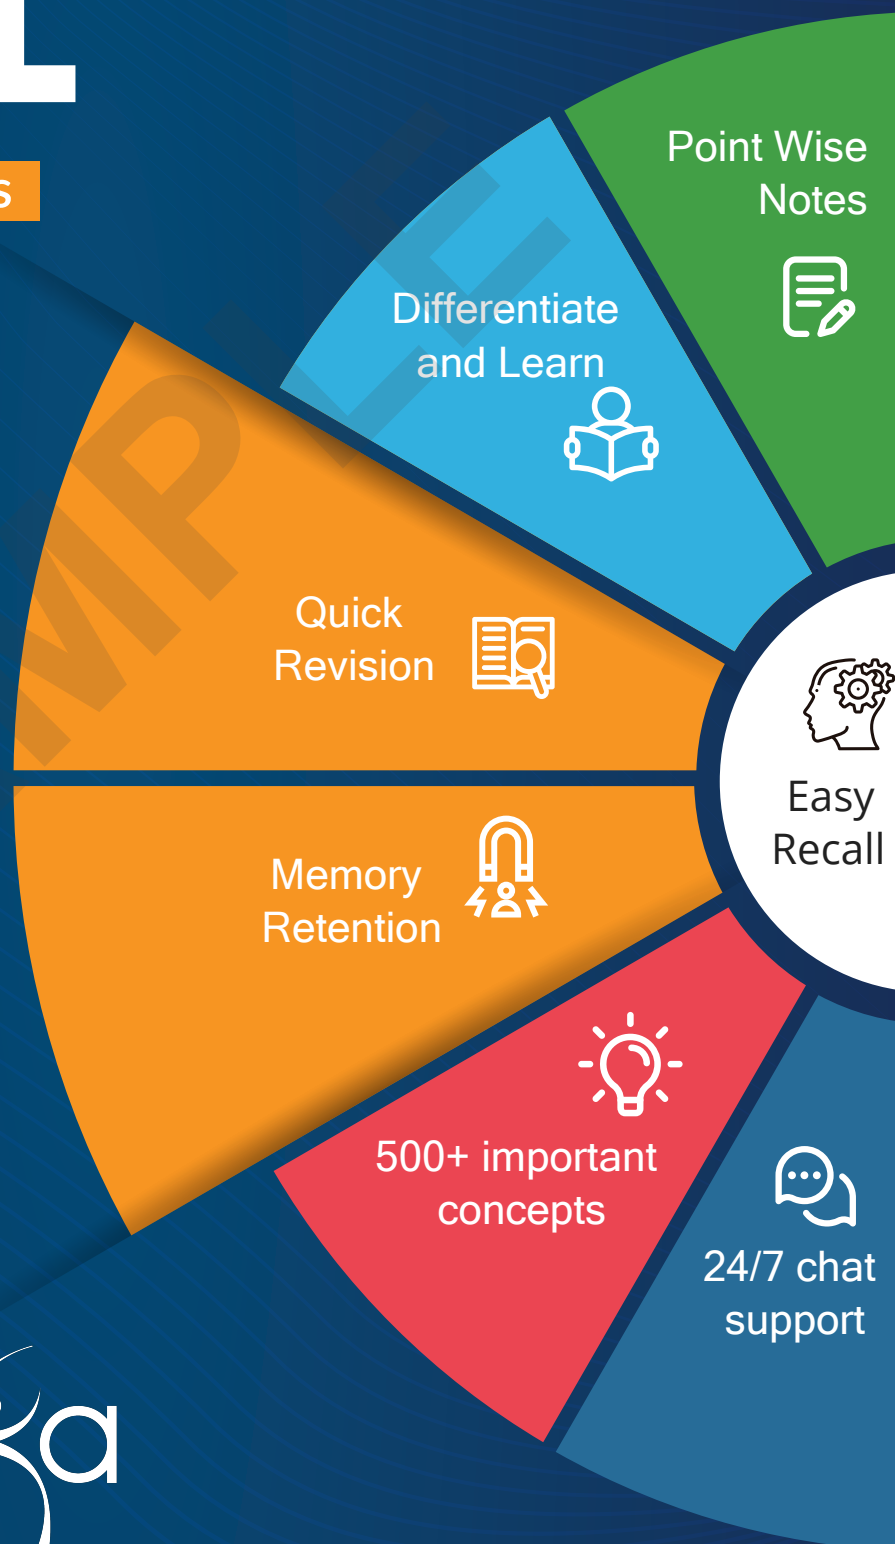 Point Wise
Notes
Differentiate
and Learn
Quick
Revision
Easy
Recall
Memory
Retention
500+ important
concepts
24/7 chat
support